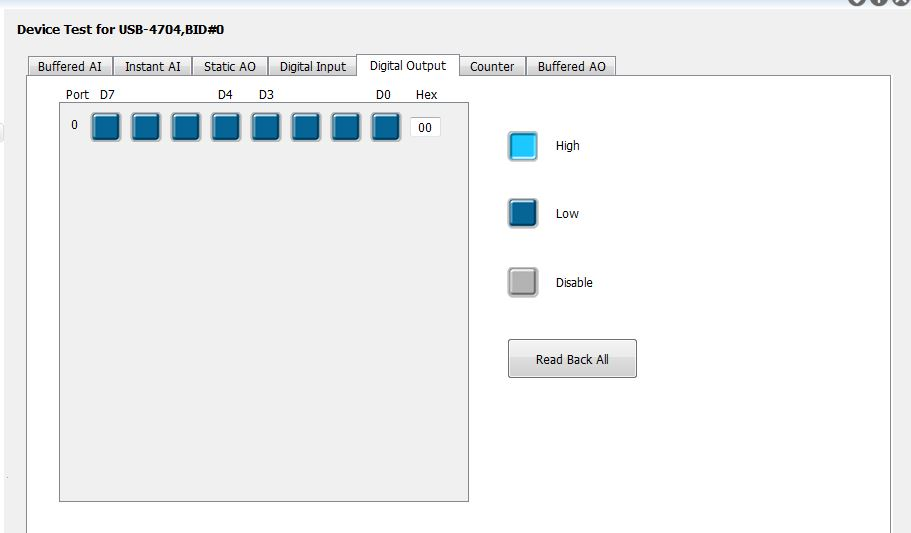 Device Test for USB-4704,BID#0
Buffered AI Instant AI Static AO Digital Input Digital Output Counter Buffered AO
Port D7 D4 D3 D0 Hex
0 00
High
Low
Disable
Read Back All